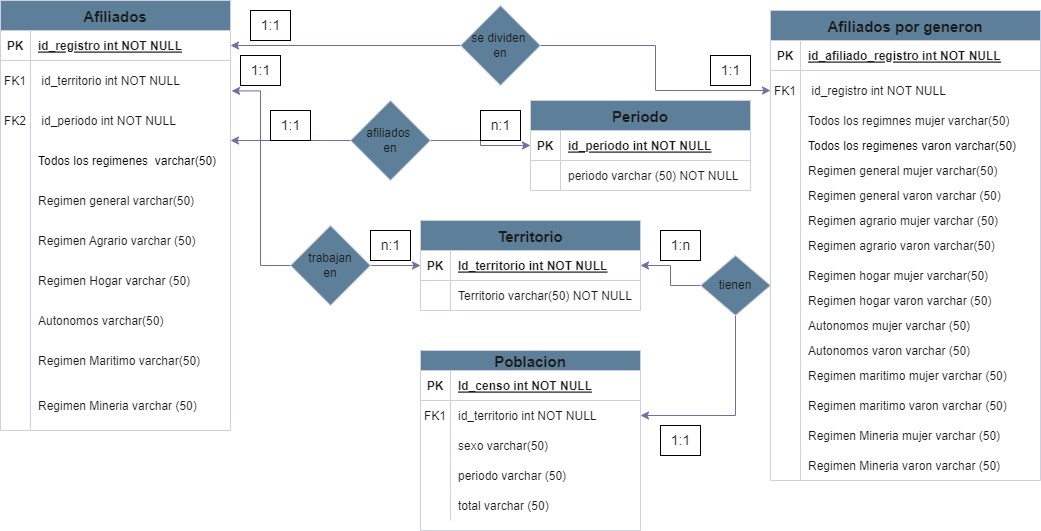 Afiliados
PK id_registro int NOT NULL
FK1 id_territorio int NOT NULL
FK2 id_periodo int NOT NULL
Todos los regimenes varchar(50)
Regimen general varchar(50)
Regimen Agrario varchar (50)
Regimen Hogar varchar (50)
Autonomos varchar(50)
Regimen Maritimo varchar(50)
Regimen Mineria varchar (50)
1:1
se dividen
en
1:1
1:1
1:1
afiliados
en
n:1
Periodo
PK id_periodo int NOT NULL
periodo varchar (50) NOT NULL
trabajan
en
n:1
Territorio
PK Id_territorio int NOT NULL
Territorio varchar(50) NOT NULL
1:n
tienen
1:1
Poblacion
PK Id_censo int NOT NULL
FK1 id_territorio int NOT NULL
sexo varchar(50)
periodo varchar (50)
total varchar (50)
Afiliados por generon
PK id_afiliado_registro int NOT NULL
FK1 id_registro int NOT NULL
Todos los regimnes mujer varchar(50)
Todos los regimenes varon varchar(50)
Regimen general mujer varchar(50)
Regimen general varon varchar (50)
Regimen agrario mujer varchar (50)
Regimen agrario varon varchar(50)
Regimen hogar mujer varchar(50)
Regimen hogar varon varchar (50)
Autonomos mujer varchar (50)
Autonomos varon varchar (50)
Regimen maritimo mujer varchar (50)
Regimen maritimo varon varchar (50)
Regimen Mineria mujer varchar (50)
Regimen Mineria varon varchar (50)